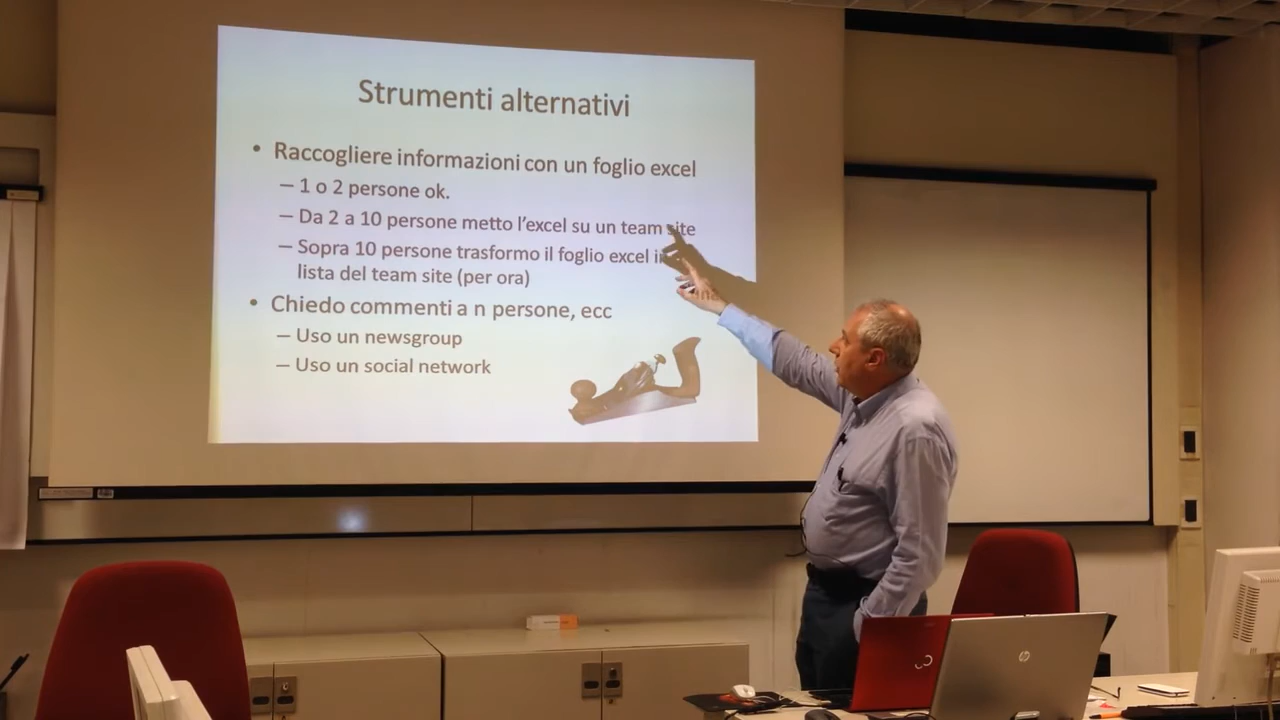 Strumenti alternativi
• Raccogliere informazioni con un foglio excel
– 1 o 2 persone ok.
– Da 2 a 10 persone metto l'excel su un team site
– Sopra 10 persone trasformo il foglio excel in
lista del team site (per ora)
• Chiedo commenti a n persone, ecc
– Uso un newsgroup
– Uso un social network
hp